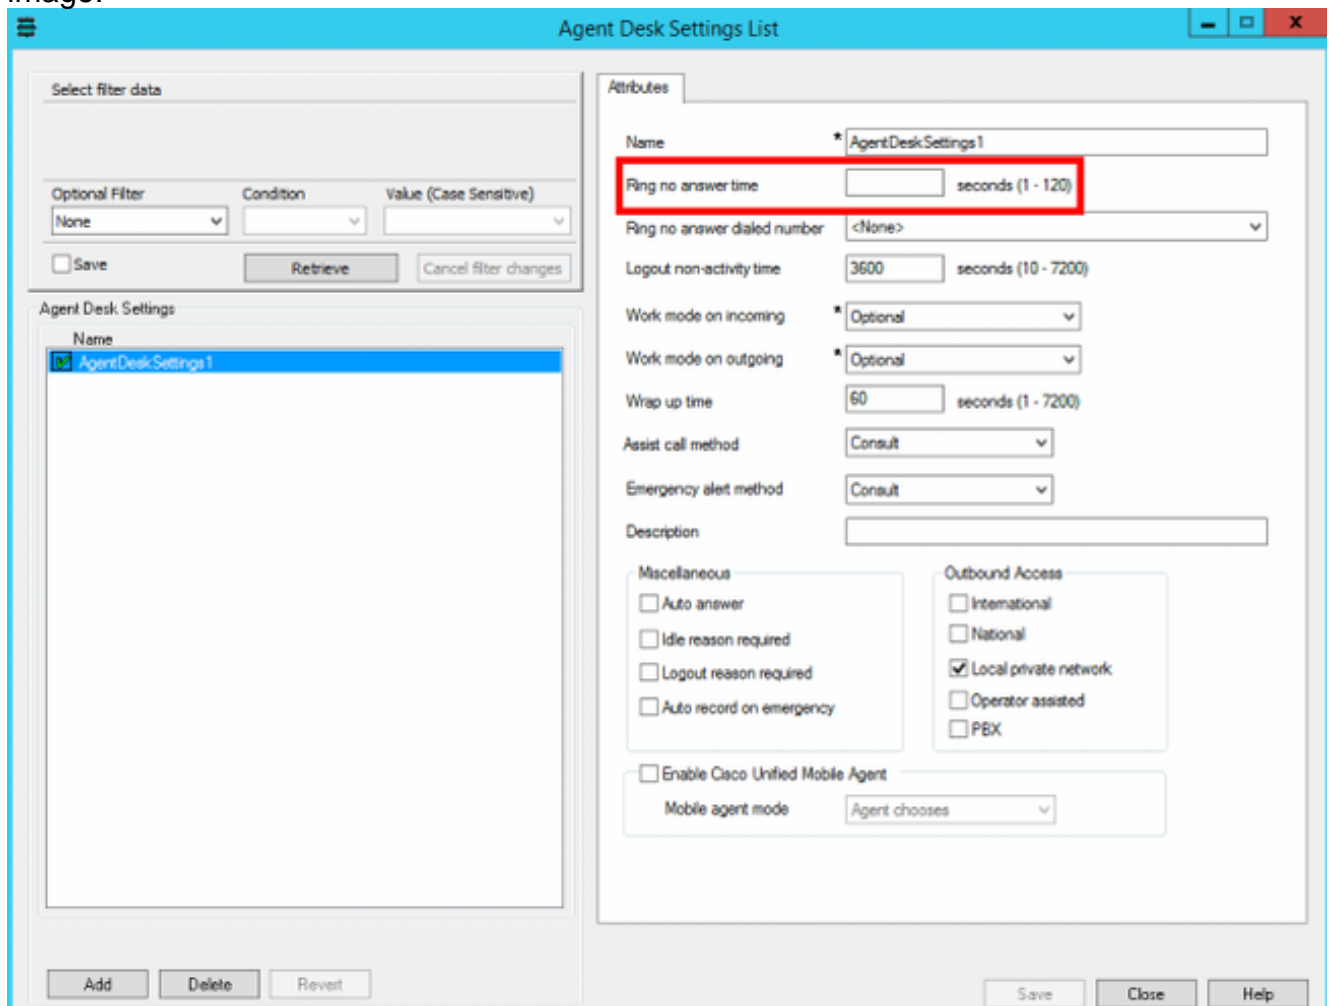 image.
Agent Desk Settings List
Select filter data
Optional Filter Condition Value (Case Sensitive)
None
Save Retrieve Cancel filter changes
Agent Desk Settings
Name
AgentDeskSettings1
Add Delete Revert
Attributes
Name * AgentDeskSettings1
Ring no answer time seconds (1 - 120)
Ring no answer dialed number <None>
Logout non-activity time 3600 seconds (10 - 7200)
Work mode on incoming * Optional
Work mode on outgoing * Optional
Wrap up time 60 seconds (1 - 7200)
Assist call method Consult
Emergency alert method Consult
Description
Miscellaneous
Auto answer
Idle reason required
Logout reason required
Auto record on emergency
Outbound Access
International
National
Local private network
Operator assisted
PBX
Enable Cisco Unified Mobile Agent
Mobile agent mode Agent chooses
Save Close Help